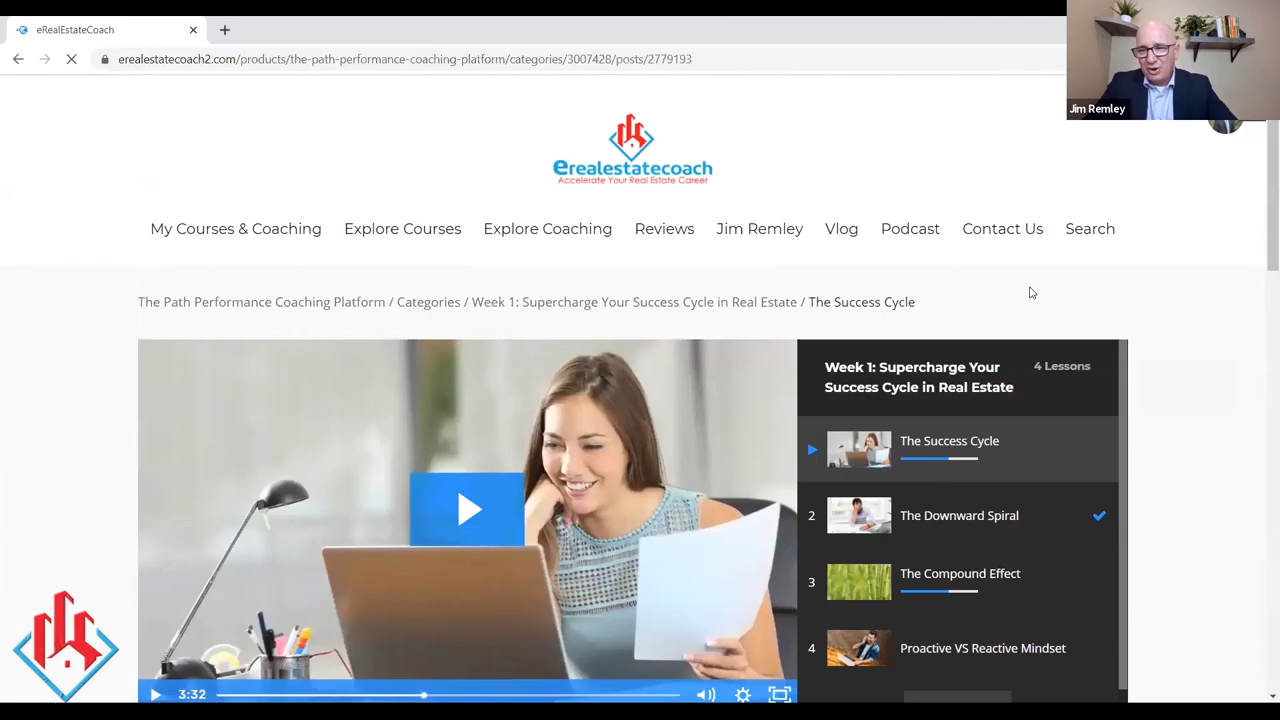 eRealEstateCoach
erealestatecoach2.com/products/the-path-performance-coaching-platform/categories/3007428/posts/2779193
Jim Remley
erealestatecoach
Accelerate Your Real Estate Career
My Courses & Coaching Explore Courses Explore Coaching Reviews Jim Remley Vlog Podcast Contact Us Search
The Path Performance Coaching Platform / Categories / Week 1: Supercharge Your Success Cycle in Real Estate / The Success Cycle
Week 1: Supercharge Your
Success Cycle in Real Estate
4 Lessons
The Success Cycle
2 The Downward Spiral
3 The Compound Effect
4 Proactive VS Reactive Mindset
3:32